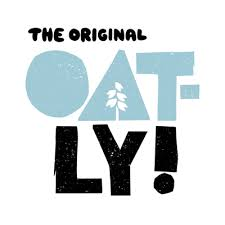 THE ORIGINAL
OAT-
LY!